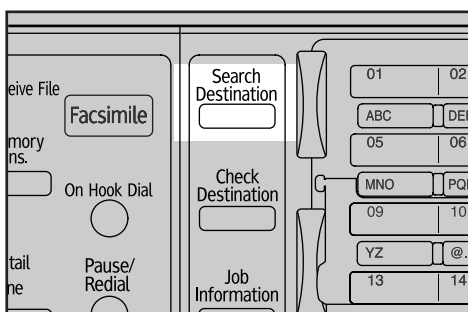 eive File
Facsimile
mory
ns.
On Hook Dial
tail
ne
Pause/
Redial
Search
Destination
Check
Destination
Job
Information
01
02
ABC
DEF
05
06
MNO
PQ
09
10
YZ
@.
13
14